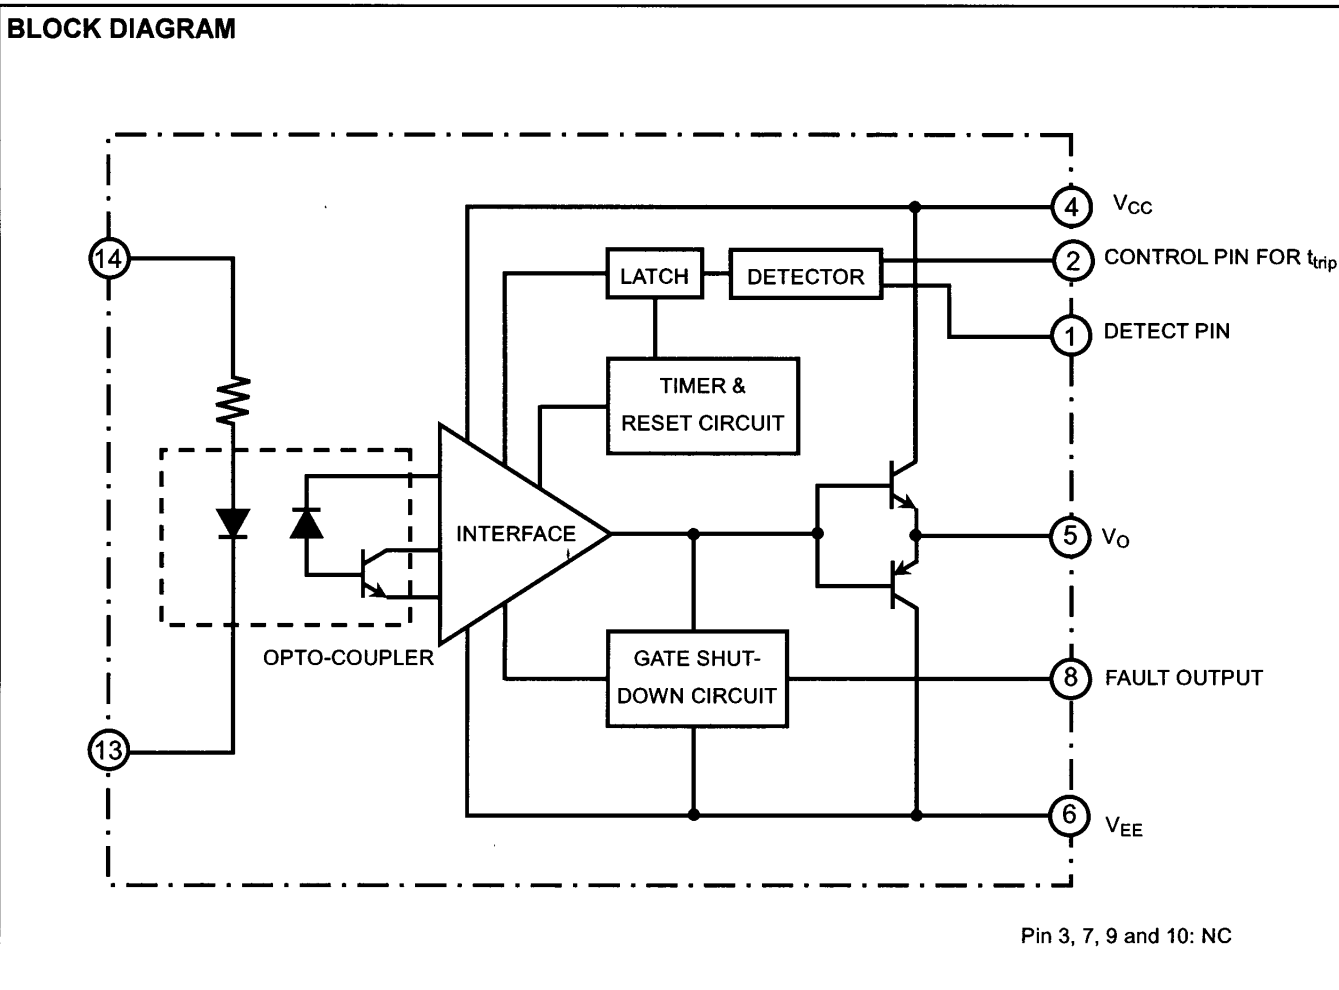 BLOCK DIAGRAM
4 VCC
14
2 CONTROL PIN FOR ttrip
LATCH
DETECTOR
1 DETECT PIN
TIMER &
RESET CIRCUIT
INTERFACE
5 VO
OPTO-COUPLER
GATE SHUT-
DOWN CIRCUIT
8 FAULT OUTPUT
13
6 VEE
Pin 3, 7, 9 and 10: NC